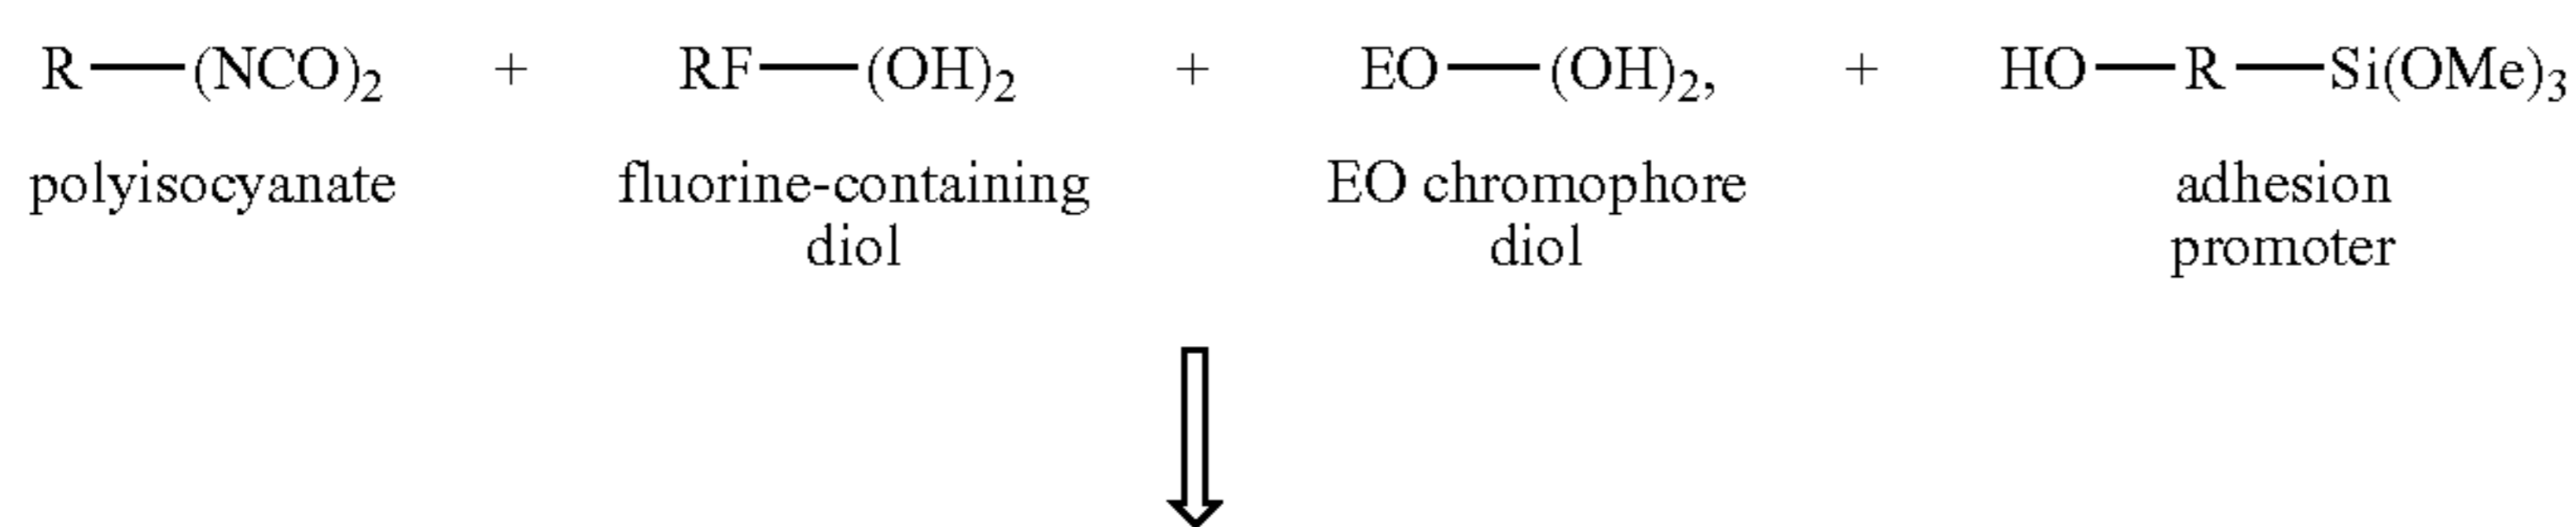 R—(NCO)₂ + RF—(OH)₂ + EO—(OH)₂, + HO—R—Si(OMe)₃
polyisocyanate fluorine-containing EO chromophore adhesion
diol diol promoter